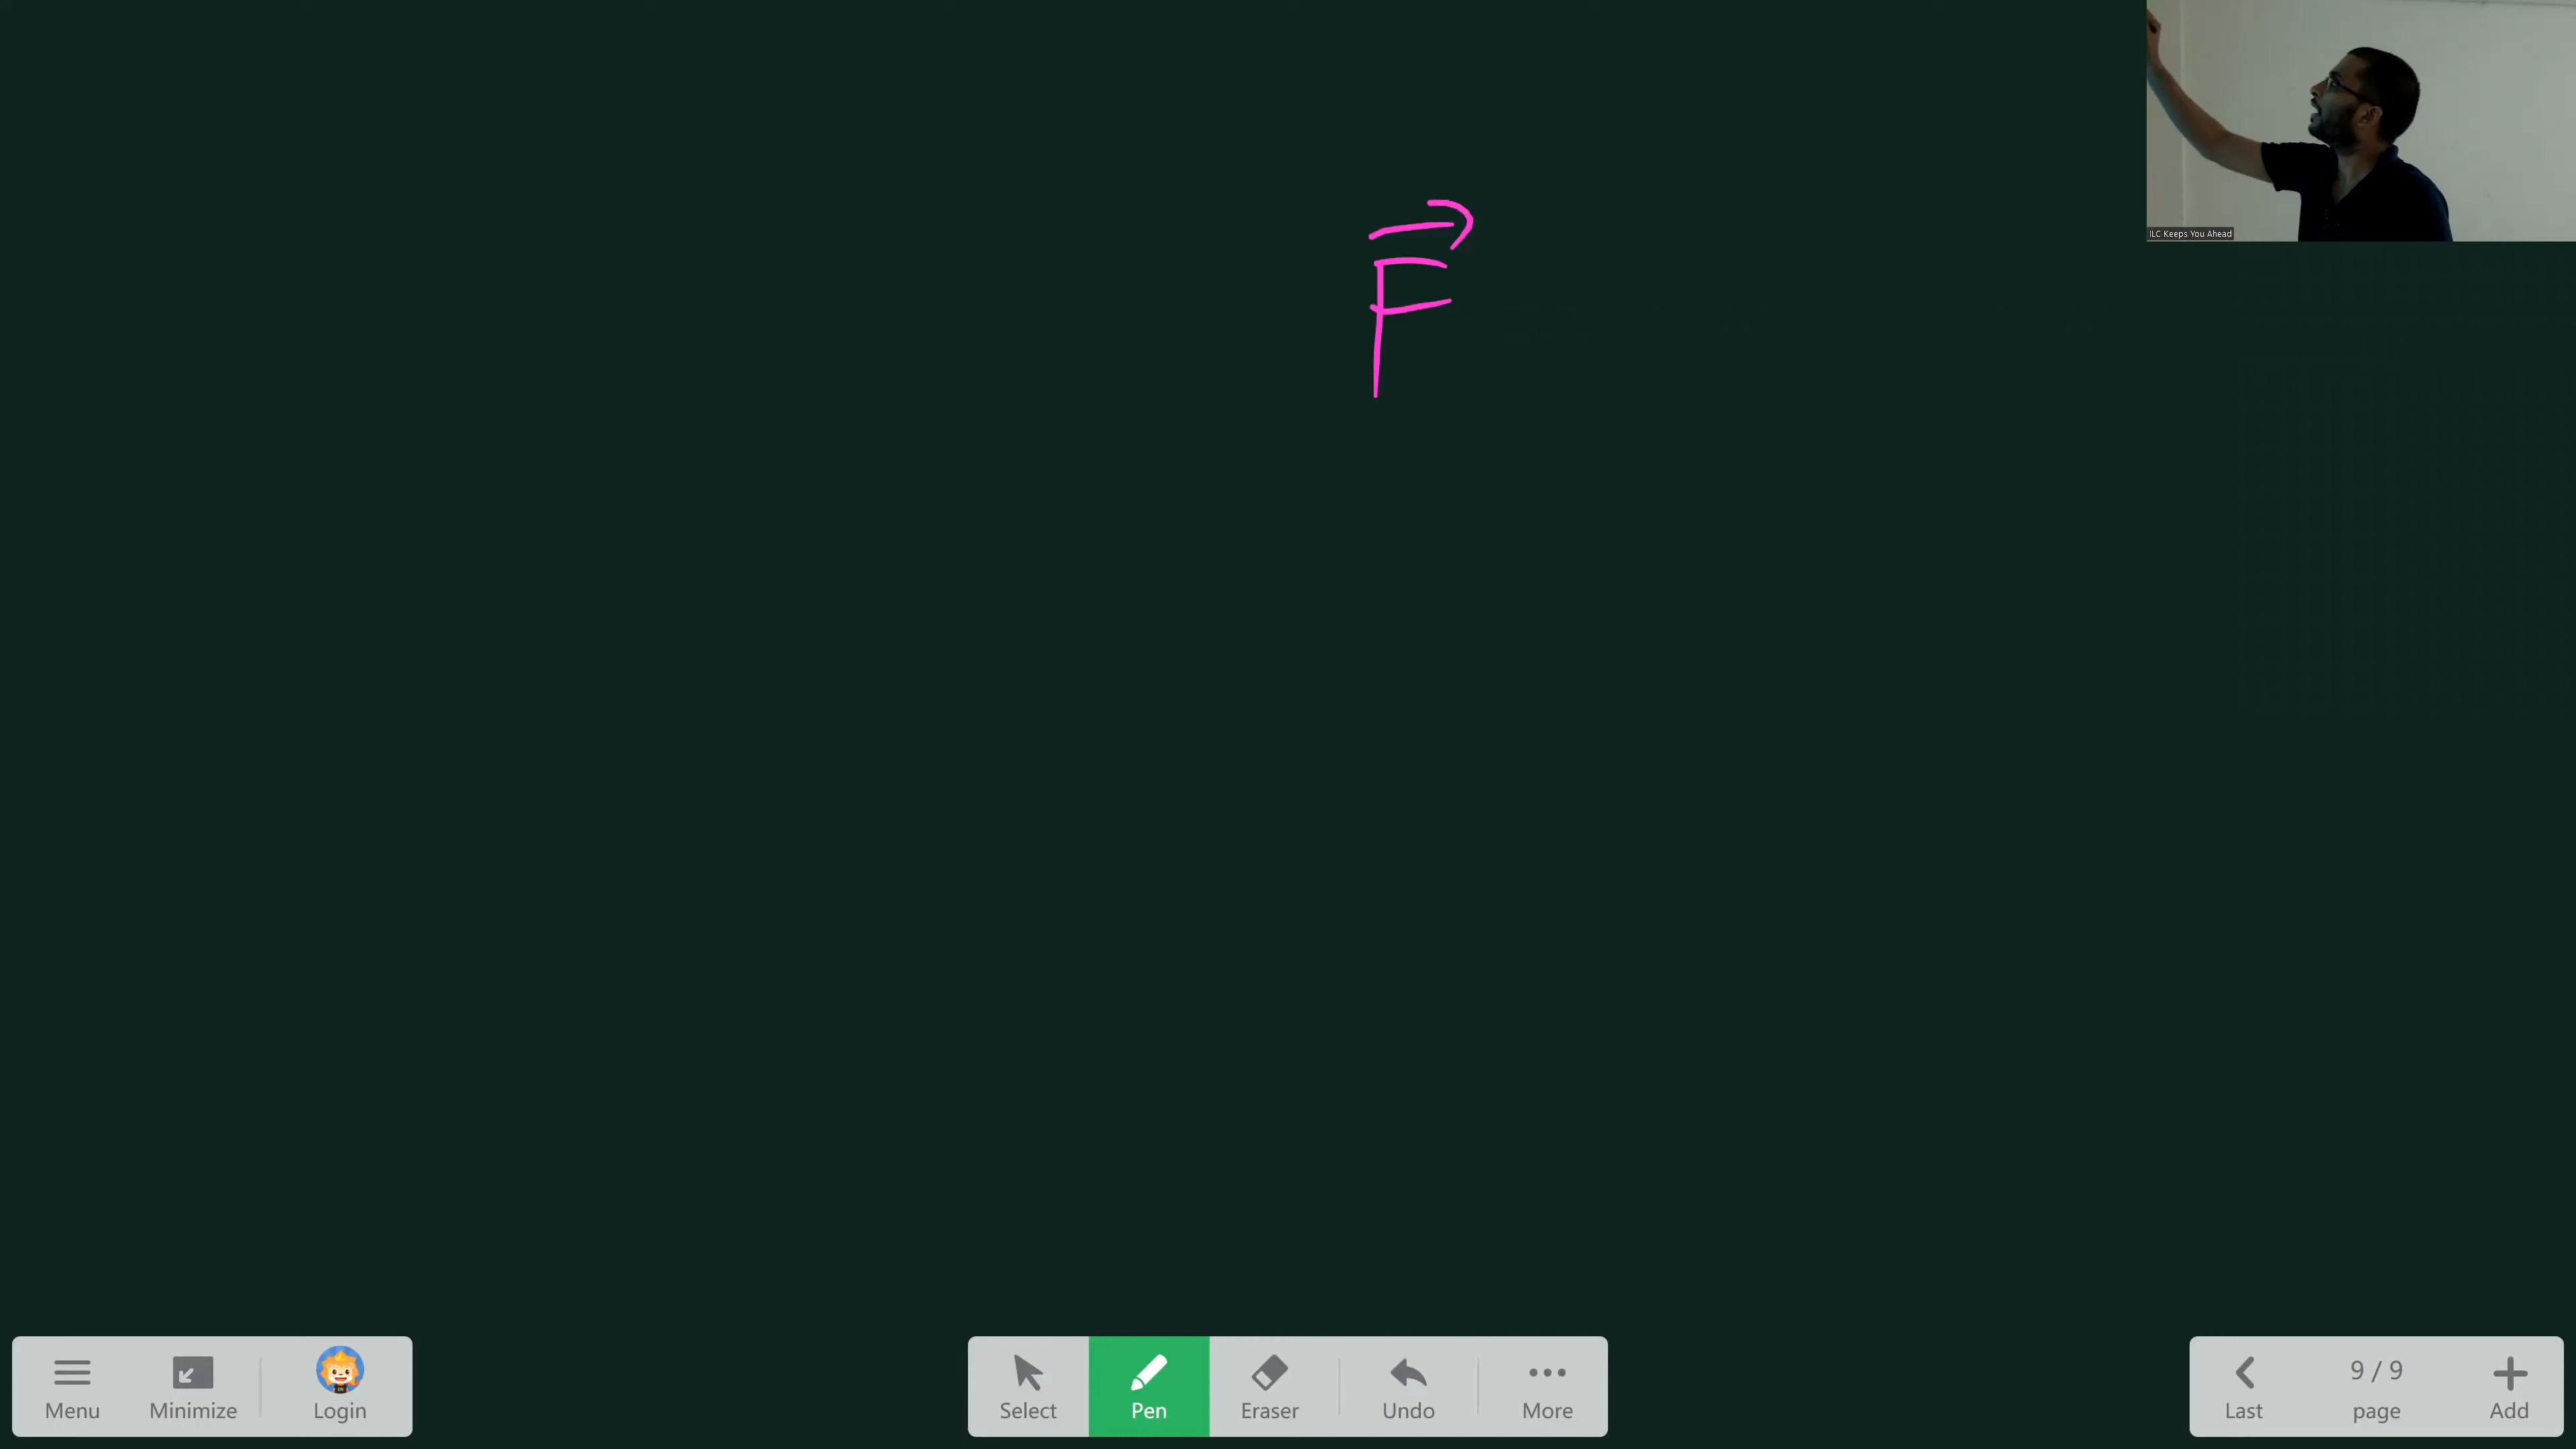 ILC Keeps You Ahead
F⃗
Menu
Minimize
Login
Select
Pen
Eraser
Undo
More
Last
9 / 9
page
Add